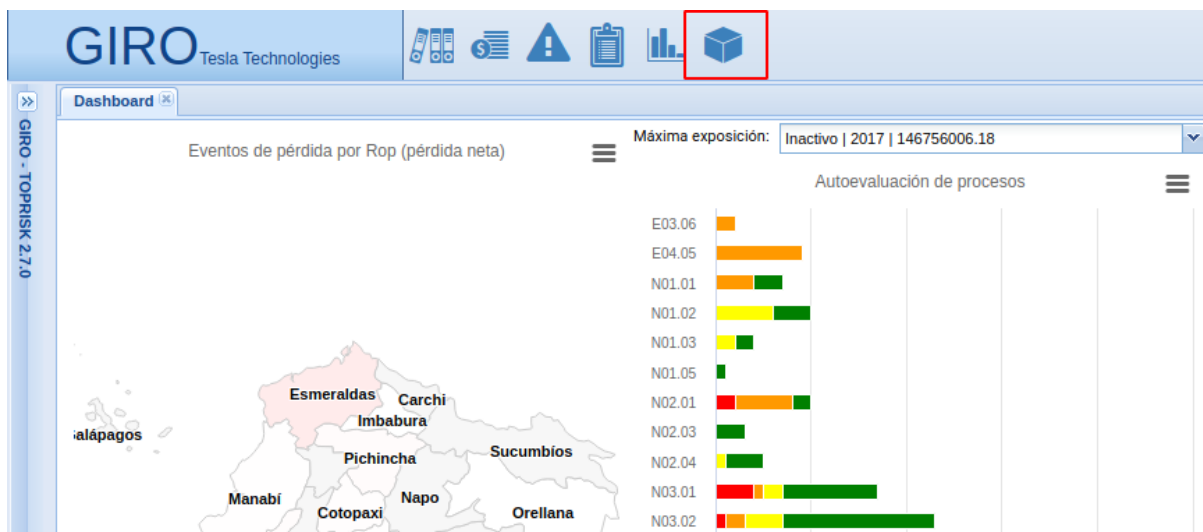 GIRO Tesla Technologies
Dashboard
GIRO - TOPRISK 2.7.0
Eventos de pérdida por Rop (pérdida neta)
Esmeraldas
Carchi
Imbabura
alápagos
Sucumbíos
Pichincha
Manabí
Napo
Cotopaxi
Orellana
Máxima exposición: Inactivo | 2017 | 146756006.18
Autoevaluación de procesos
E03.06
E04.05
N01.01
N01.02
N01.03
N01.05
N02.01
N02.03
N02.04
N03.01
N03.02